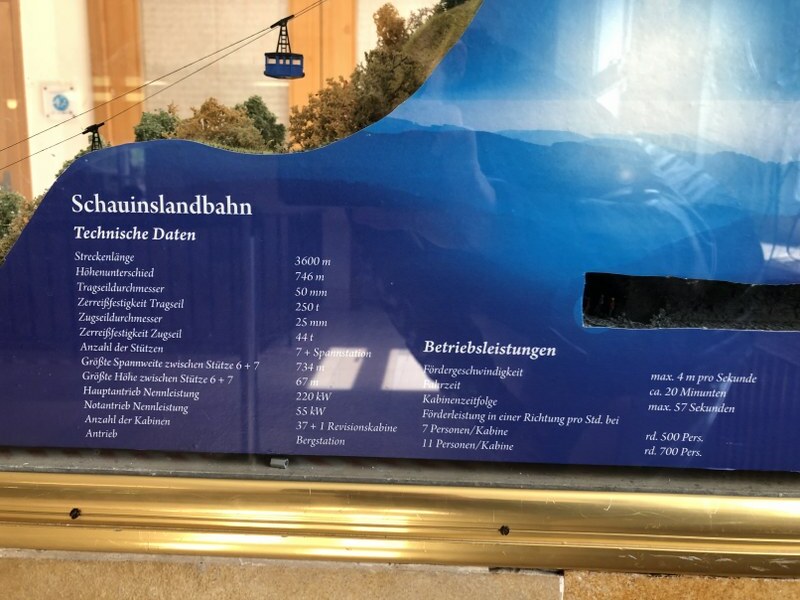 Schauinslandbahn
Technische Daten
Streckenlänge 3600 m
Höhenunterschied 746 m
Tragseildurchmesser 50 mm
Zerreißfestigkeit Tragseil 250 t
Zugseildurchmesser 25 mm
Zerreißfestigkeit Zugseil 44 t
Anzahl der Stützen 7 + Spannstation
Größte Spannweite zwischen Stütze 6 + 7 734 m
Größte Höhe zwischen Stütze 6 + 7 67 m
Hauptantrieb Nennleistung 220 kW
Notantrieb Nennleistung 55 kW
Anzahl der Kabinen 37 + 1 Revisionskabine
Antrieb Bergstation
Betriebsleistungen
Fördergeschwindigkeit max. 4 m pro Sekunde
Fahrzeit ca. 20 Minunten
Kabinenzeitfolge max. 57 Sekunden
Förderleistung in einer Richtung pro Std. bei
7 Personen/Kabine rd. 500 Pers.
11 Personen/Kabine rd. 700 Pers.